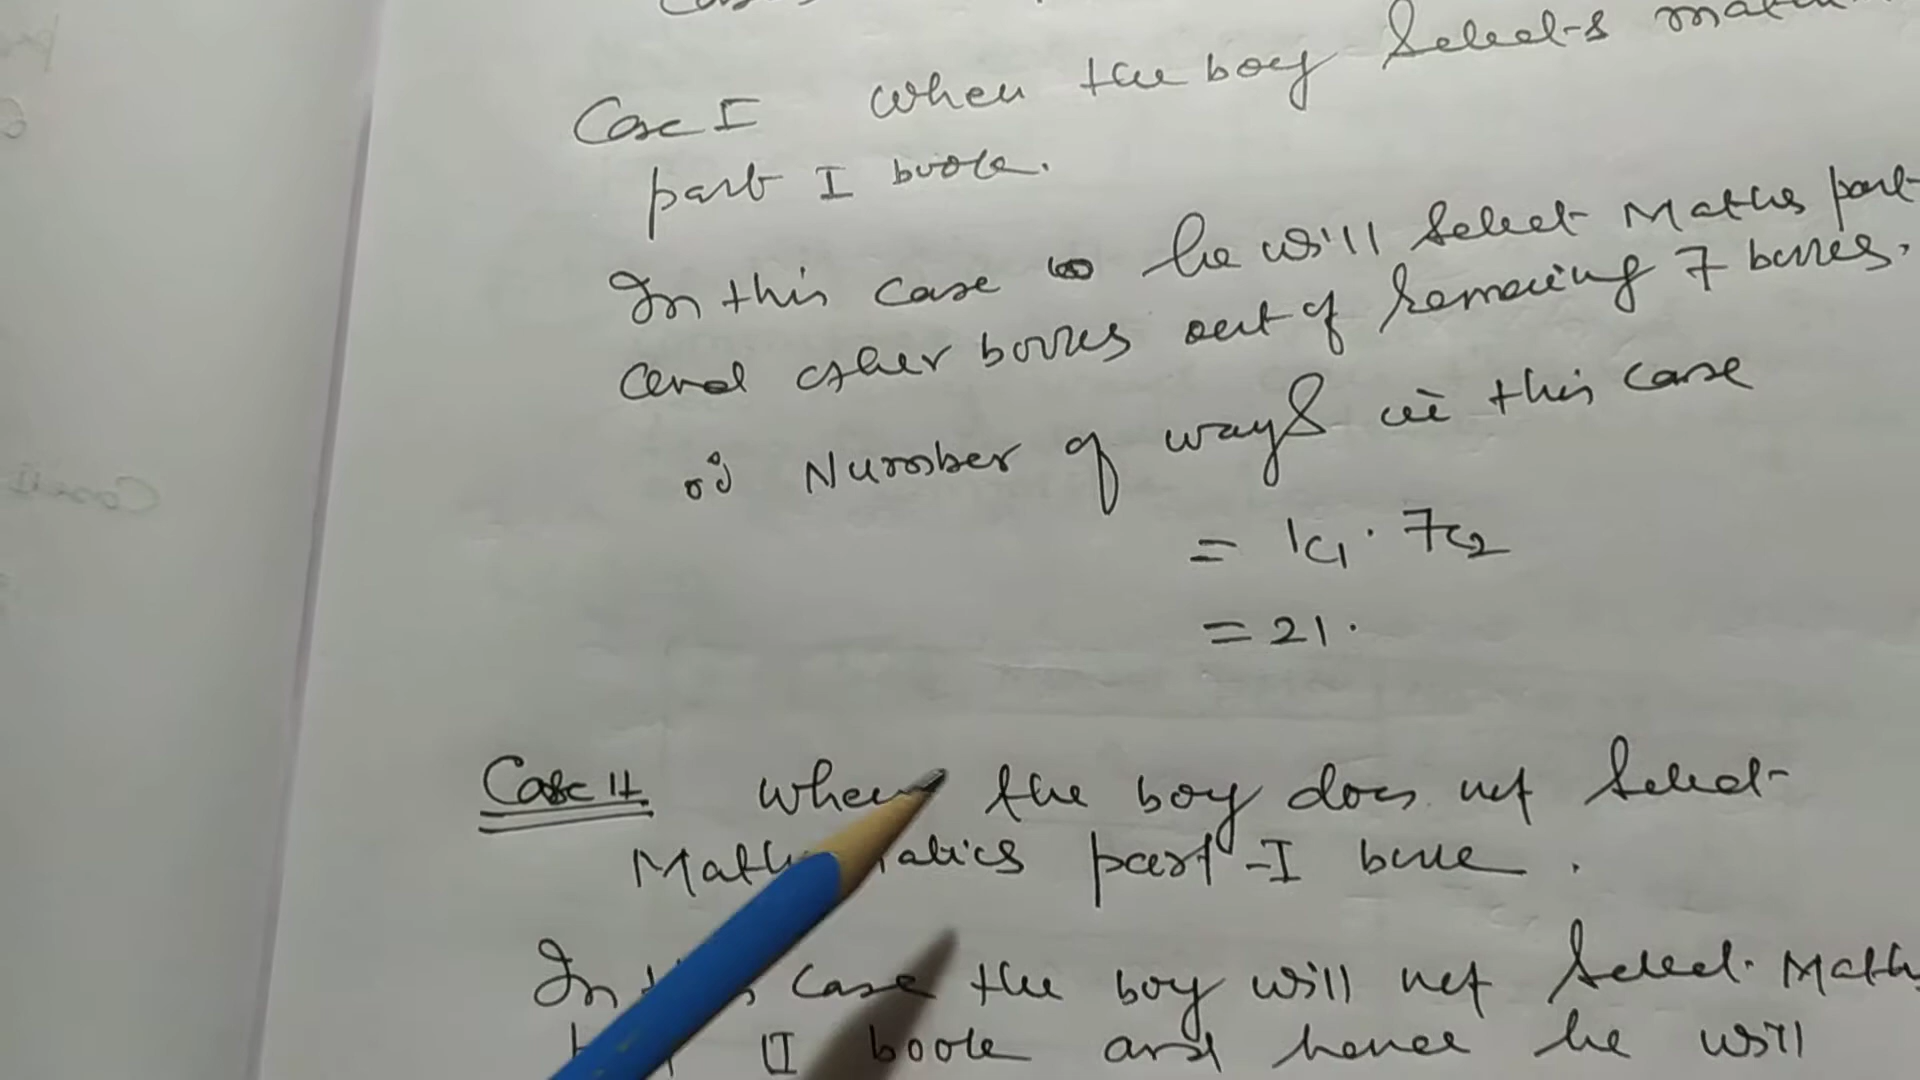 Case I When the boy Selects
part I book.
In this case he will Select Maths part
and other books out of remaining 7 books.
∴ Number of ways in this case
= 1c1 . 7c2
= 21.
Case II When the boy does not Select
Mathematics part-I book.
In this case the boy will not Select Maths
II book and hence he will